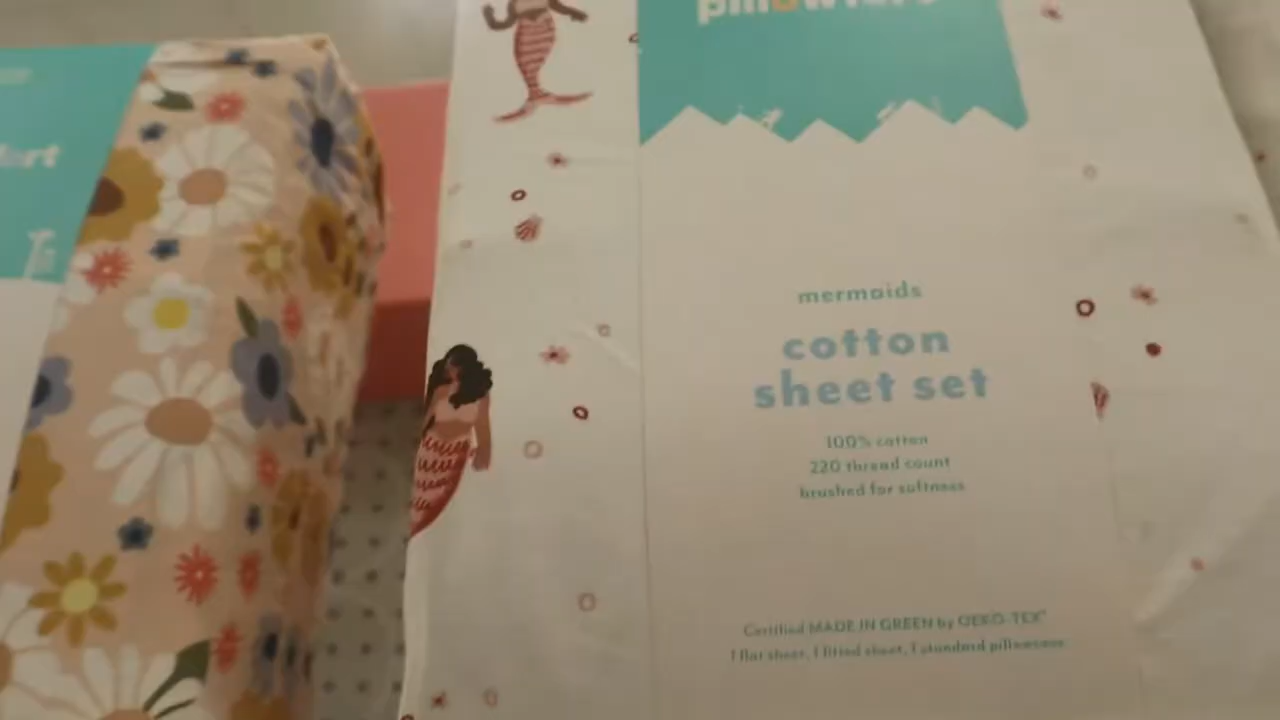 mermaids
cotton
sheet set
100% cotton
220 thread count
brushed for softness
Certified MADE IN GREEN by OEKO-TEX®
1 flat sheet, 1 fitted sheet, 1 standard pillowcase